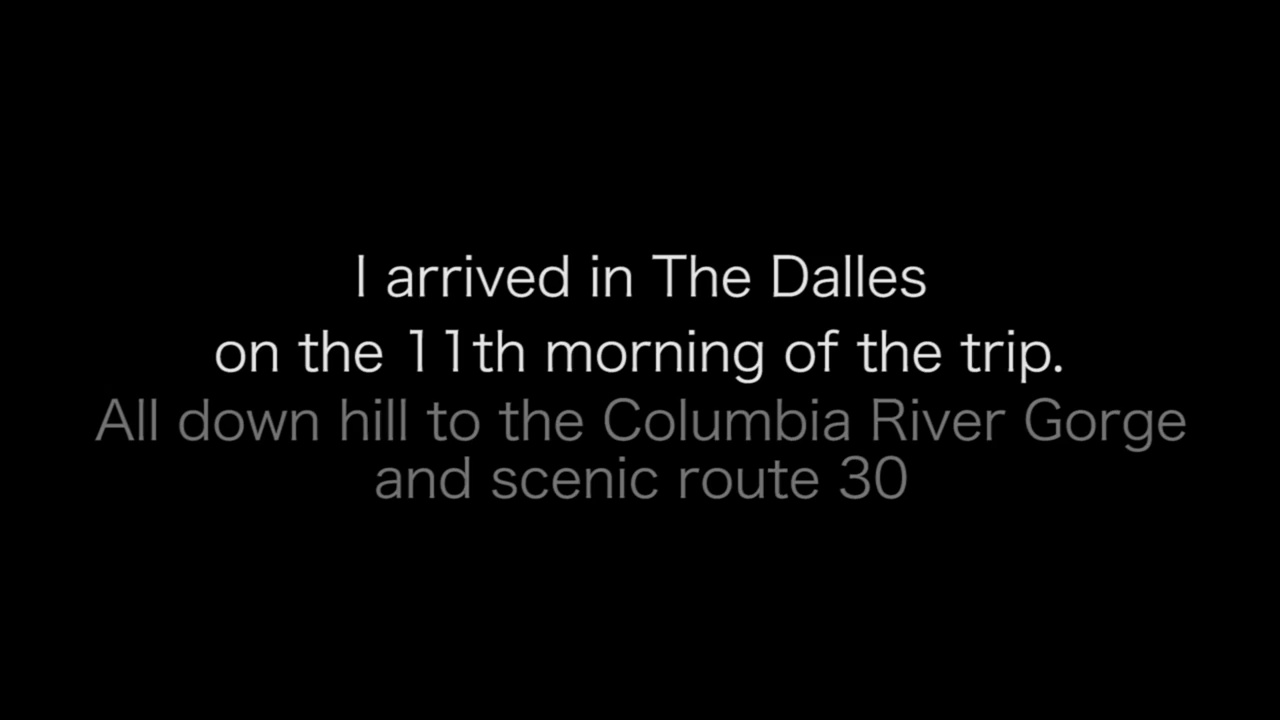 I arrived in The Dalles
on the 11th morning of the trip.
All down hill to the Columbia River Gorge
and scenic route 30